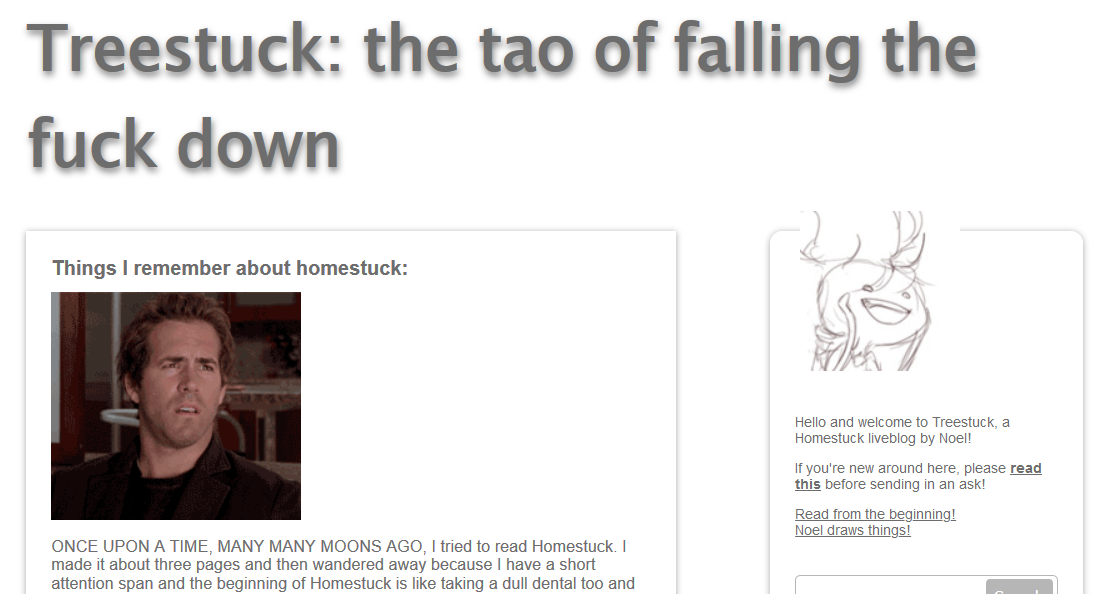 Treestuck: the tao of falling the
fuck down
Things I remember about homestuck:
ONCE UPON A TIME, MANY MANY MOONS AGO, I tried to read Homestuck. I
made it about three pages and then wandered away because I have a short
attention span and the beginning of Homestuck is like taking a dull dental too and
Hello and welcome to Treestuck, a
Homestuck liveblog by Noel!
If you're new around here, please read
this before sending in an ask!
Read from the beginning!
Noel draws things!